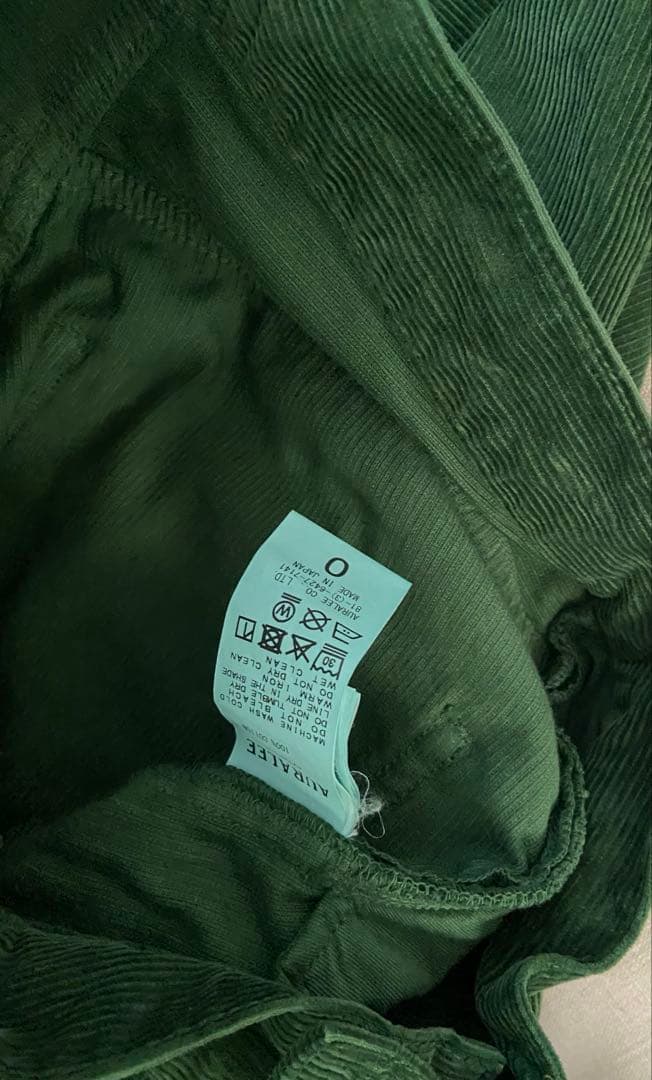 AURALEE
100%
MACHINE WASH COLD
DO NOT BLEACH
DO NOT TUMBLE DRY
LINE DRY IN THE SHADE
WARM IRON
DO NOT DRY CLEAN
WET CLEAN
30
W
AURALEE CO LTD
81-(3)-6427-7141
MADE IN JAPAN
0